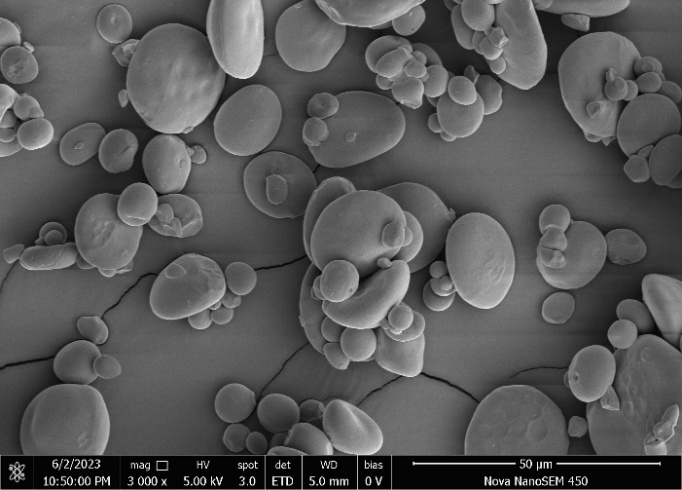 6/2/2023 mag HV spot det WD bias 50 µm
10:50:00 PM 3 000 x 5.00 kV 3.0 ETD 5.0 mm 0 V Nova NanoSEM 450